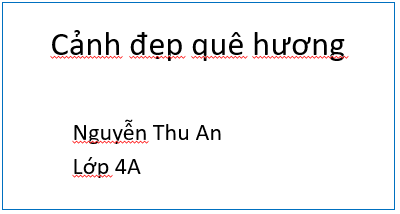 Cảnh đẹp quê hương
Nguyễn Thu An
Lớp 4A